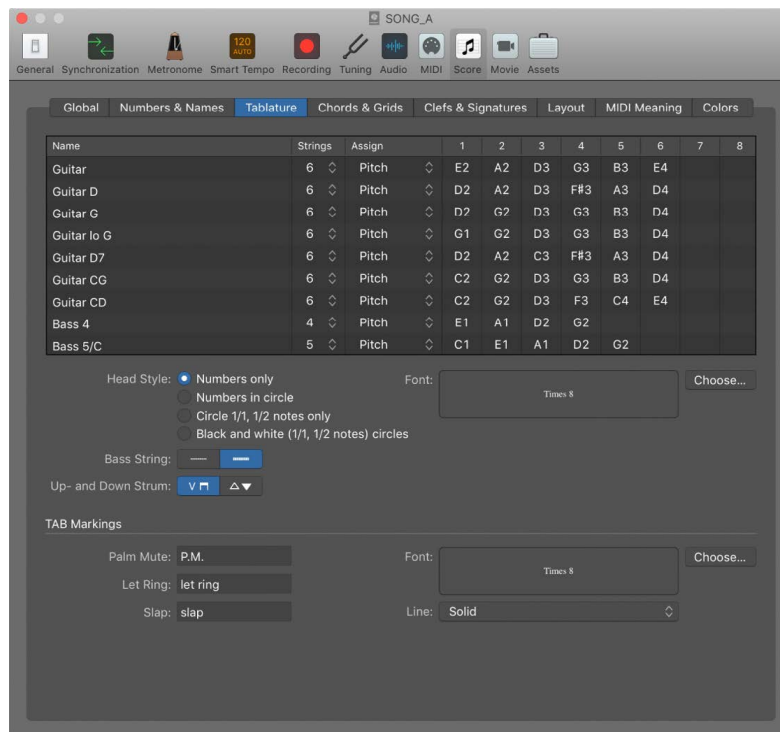 SONG_A
120
AUTO
General Synchronization Metronome Smart Tempo Recording Tuning Audio MIDI Score Movie Assets
Global Numbers & Names Tablature Chords & Grids Clefs & Signatures Layout MIDI Meaning Colors
Name Strings Assign 1 2 3 4 5 6 7 8
Guitar 6 Pitch E2 A2 D3 G3 B3 E4
Guitar D 6 Pitch D2 A2 D3 F#3 A3 D4
Guitar G 6 Pitch D2 G2 D3 G3 B3 D4
Guitar lo G 6 Pitch G1 G2 D3 G3 B3 D4
Guitar D7 6 Pitch D2 A2 C3 F#3 A3 D4
Guitar CG 6 Pitch C2 G2 D3 G3 B3 D4
Guitar CD 6 Pitch C2 G2 D3 F3 C4 E4
Bass 4 4 Pitch E1 A1 D2 G2
Bass 5/C 5 Pitch C1 E1 A1 D2 G2
Head Style: Numbers only Font: Times 8 Choose...
Numbers in circle
Circle 1/1, 1/2 notes only
Black and white (1/1, 1/2 notes) circles
Bass String:
Up- and Down Strum:
TAB Markings
Palm Mute: P.M. Font: Times 8 Choose...
Let Ring: let ring
Slap: slap Line: Solid